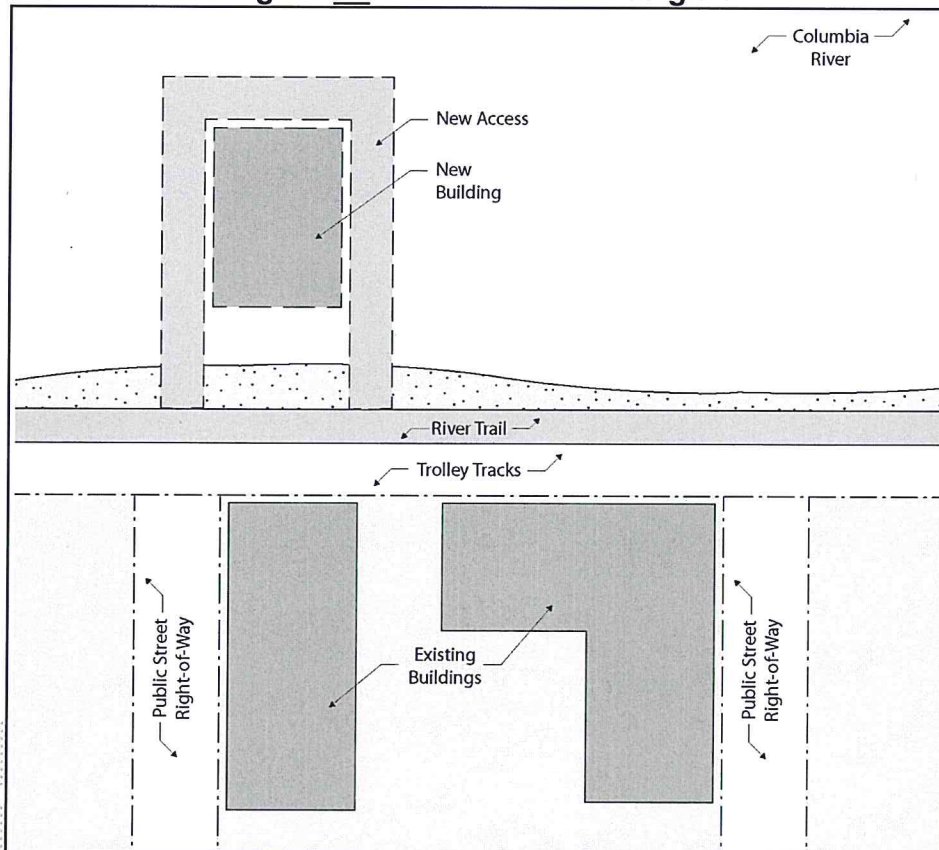 Columbia
River
New Access
New
Building
River Trail
Trolley Tracks
Public Street
Right-of-Way
Existing
Buildings
Public Street
Right-of-Way